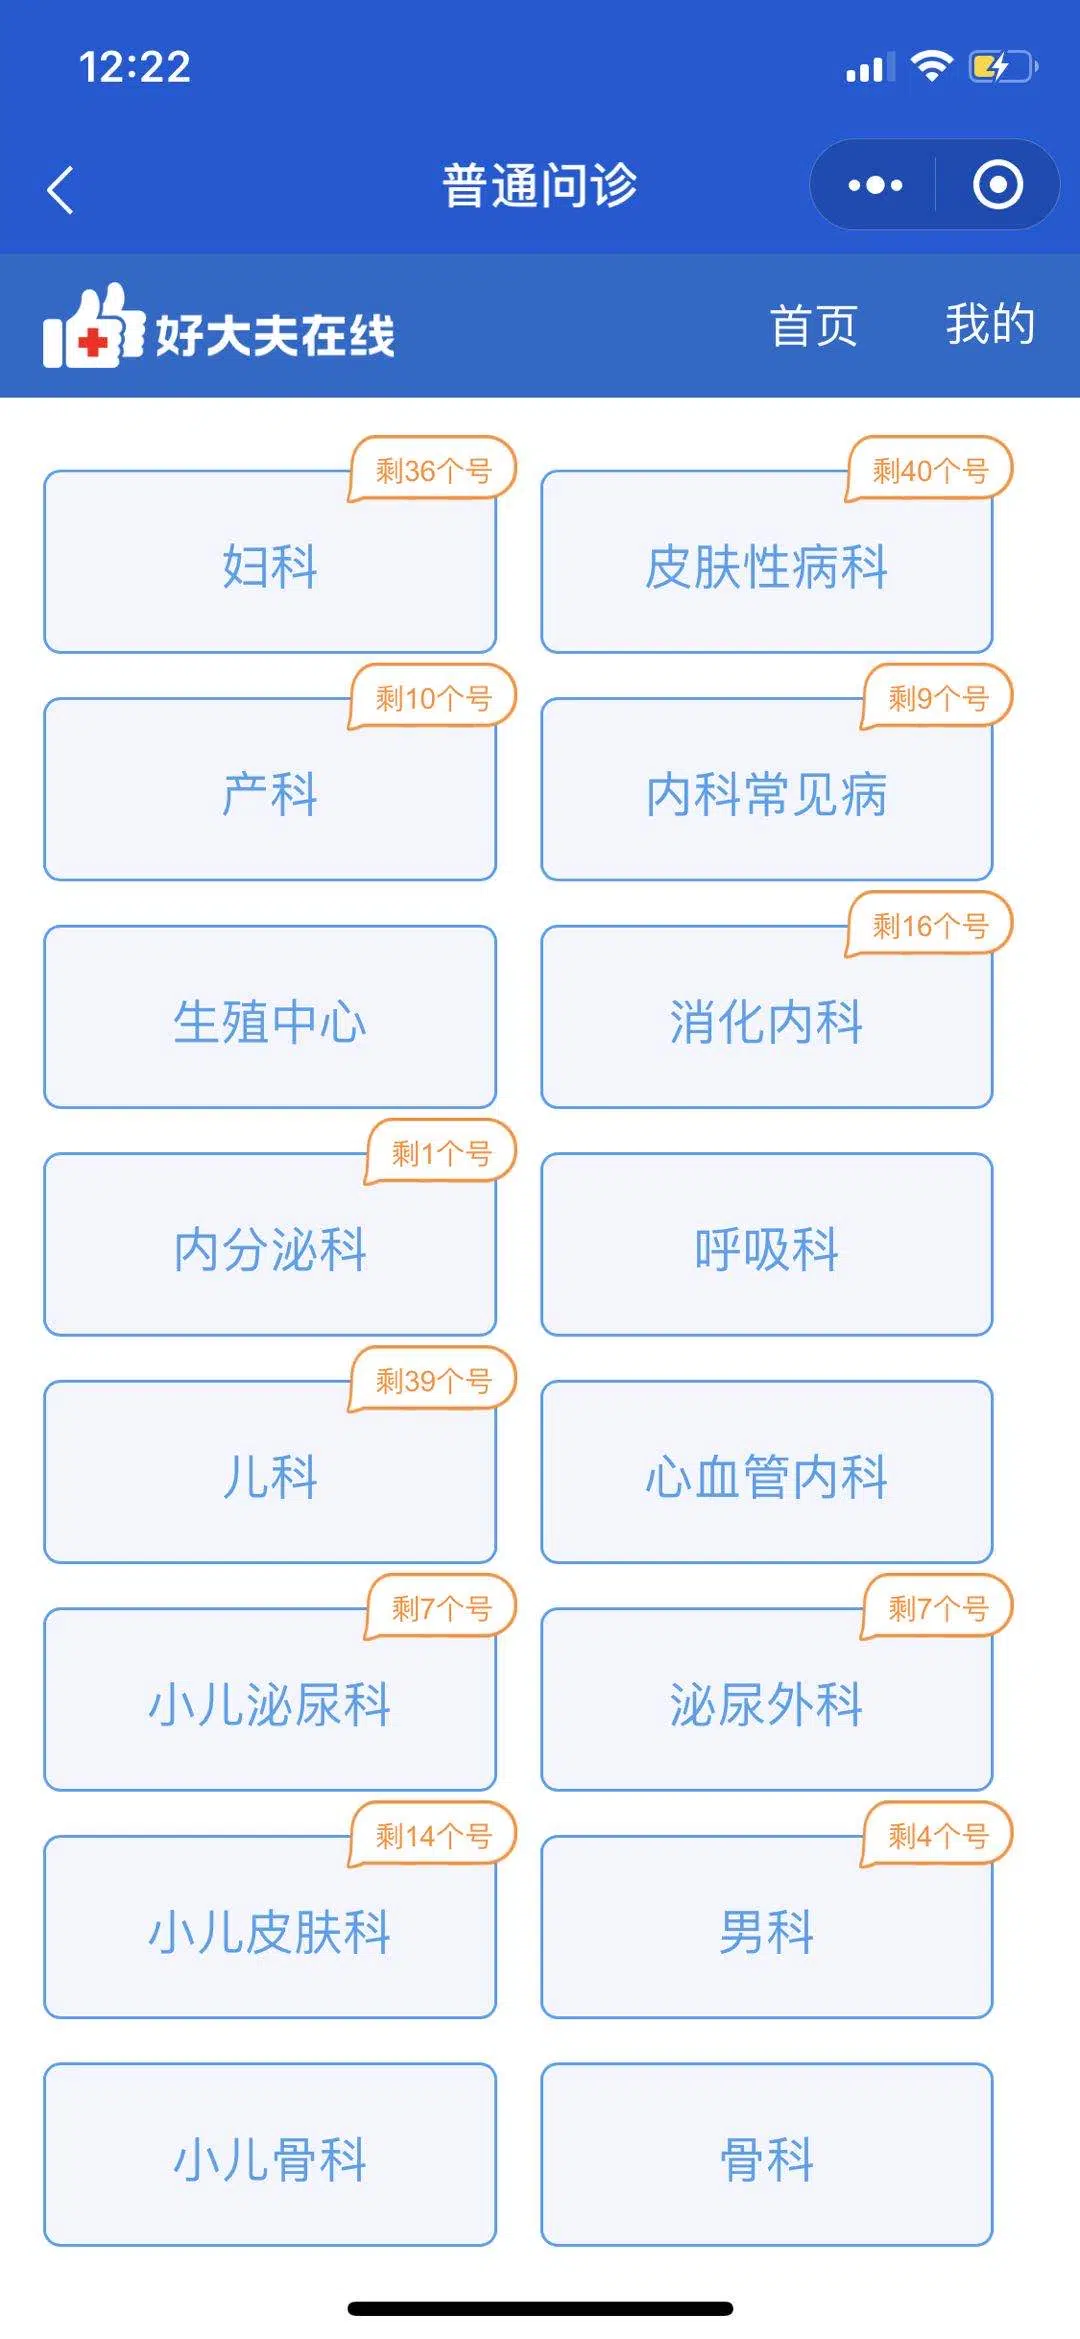 12:22
普通问诊
好大夫在线
首页
我的
剩36个号
剩40个号
妇科
皮肤性病科
剩10个号
剩9个号
产科
内科常见病
剩16个号
生殖中心
消化内科
剩1个号
内分泌科
呼吸科
剩39个号
儿科
心血管内科
剩7个号
剩7个号
小儿泌尿科
泌尿外科
剩14个号
剩4个号
小儿皮肤科
男科
小儿骨科
骨科